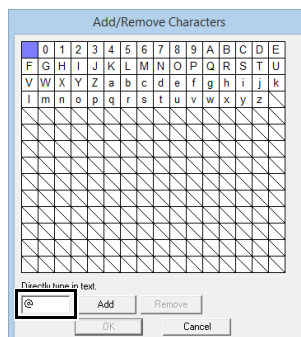 Add/Remove Characters
0 1 2 3 4 5 6 7 8 9 A B C D E
F G H I J K L M N O P Q R S T U
V W X Y Z a b c d e f g h i j k
l m n o p q r s t u v w x y z
Directly type in text.
@ Add Remove
OK Cancel